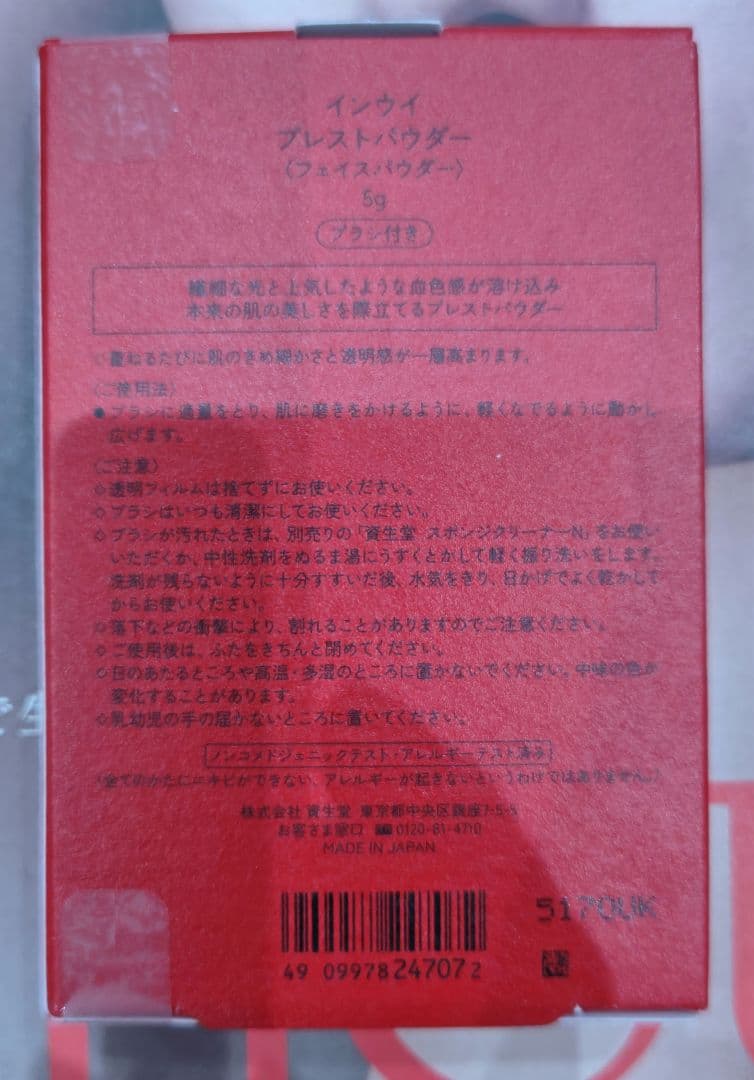 インウイ
プレストパウダー
〈フェイスパウダー〉
5g
ブラシ付き
繊細な光と上気したような血色感が溶け込み
本来の肌の美しさを際立てるプレストパウダー
◇重ねるたびに肌のきめ細かさと透明感が一層高まります。
〈ご使用法〉
●ブラシに適量をとり、肌に磨きをかけるように、軽くなでるように動かし
広げます。
〈ご注意〉
◇透明フィルムは捨てずにお使いください。
◇ブラシはいつも清潔にしてお使いください。
◇ブラシが汚れたときは、別売りの「資生堂 スポンジクリーナーN」をお使い
いただくか、中性洗剤をぬるま湯にうすくとかして軽く振り洗いをします。
洗剤が残らないように十分すすいだ後、水気をきり、日かげでよく乾かして
からお使いください。
◇落下などの衝撃により、割れることがありますのでご注意ください。
◇ご使用後は、ふたをきちんと閉めてください。
◇日のあたるところや高温・多湿のところに置かないでください。中味の色が
変化することがあります。
◇乳幼児の手の届かないところに置いてください。
ノンコメドジェニックテスト・アレルギーテスト済み
(全てのかたにニキビができない、アレルギーが起きないというわけではありません。)
株式会社 資生堂 東京都中央区銀座7-5-5
お客さま窓口 0120-81-4710
MADE IN JAPAN
5170UK
49 09978 24707 2